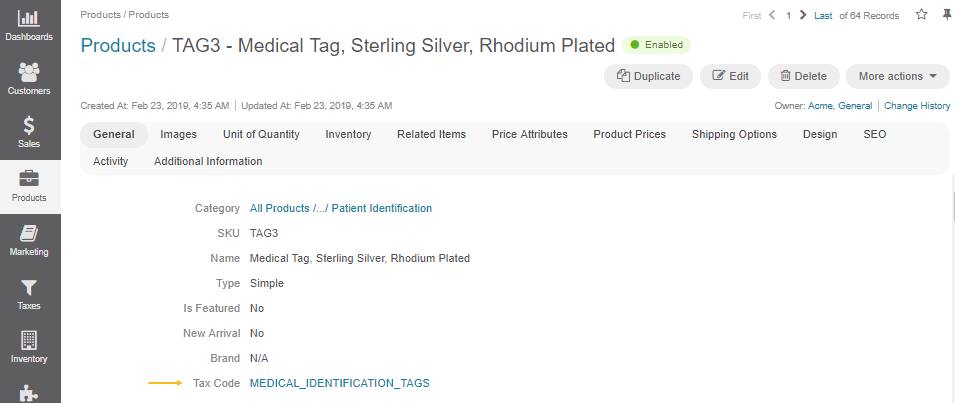 Dashboards
Customers
Sales
Products
Marketing
Taxes
Inventory
Products / Products
First 1 Last of 64 Records
Products / TAG3 - Medical Tag, Sterling Silver, Rhodium Plated Enabled
Duplicate Edit Delete More actions
Created At: Feb 23, 2019, 4:35 AM Updated At: Feb 23, 2019, 4:35 AM Owner: Acme, General Change History
General Images Unit of Quantity Inventory Related Items Price Attributes Product Prices Shipping Options Design SEO
Activity Additional Information
Category All Products /.../ Patient Identification
SKU TAG3
Name Medical Tag, Sterling Silver, Rhodium Plated
Type Simple
Is Featured No
New Arrival No
Brand N/A
Tax Code MEDICAL_IDENTIFICATION_TAGS